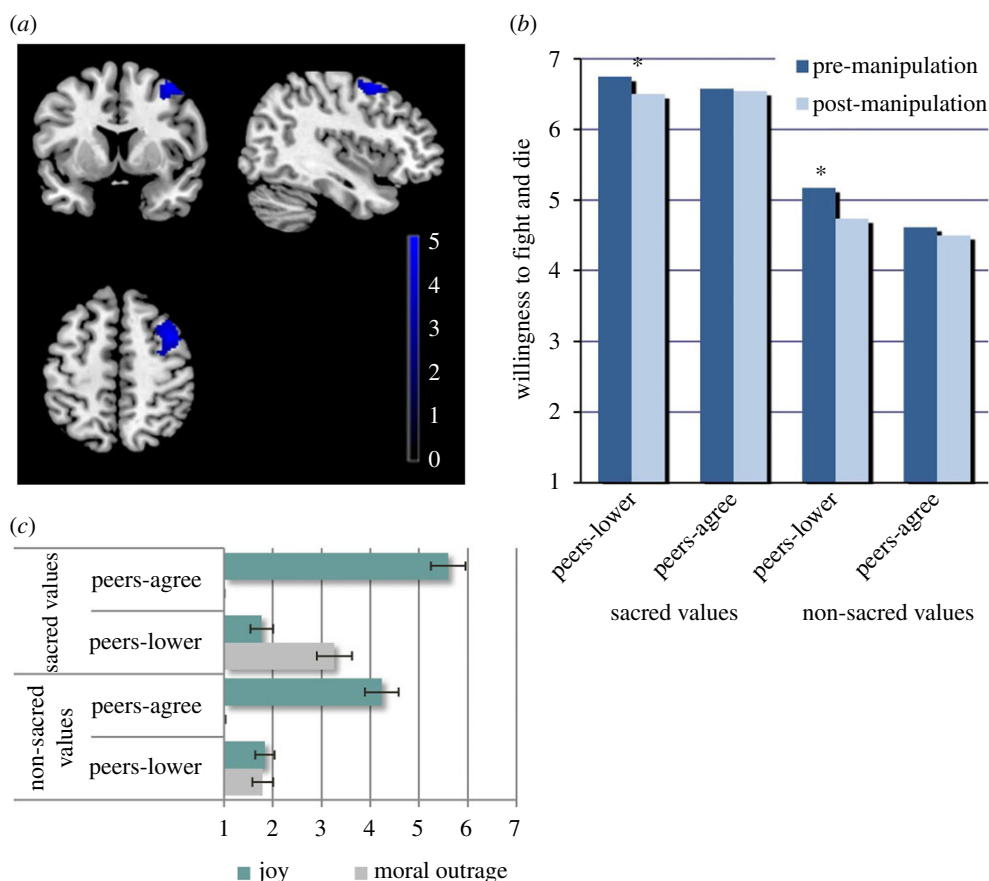 (a)
5
4
3
2
1
0
(b)
7
6
5
4
3
2
1
willingness to fight and die
*
*
pre-manipulation
post-manipulation
peers-lower
peers-agree
peers-lower
peers-agree
sacred values
non-sacred values
(c)
sacred values
peers-agree
peers-lower
non-sacred
values
peers-agree
peers-lower
1 2 3 4 5 6 7
joy moral outrage